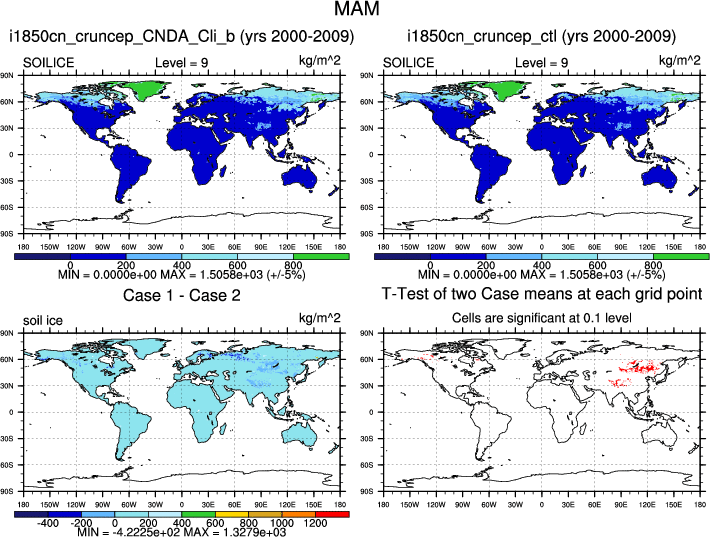 MAM
i1850cn_cruncep_CNDA_Cli_b (yrs 2000-2009)
SOILICE Level = 9 kg/m^2
90N
60N
30N
0
30S
60S
90S
180 150W 120W 90W 60W 30W 0 30E 60E 90E 120E 150E 180
0 200 400 600 800
MIN = 0.0000e+00 MAX = 1.5058e+03 (+/-5%)
i1850cn_cruncep_ctl (yrs 2000-2009)
SOILICE Level = 9 kg/m^2
90N
60N
30N
0
30S
60S
90S
180 150W 120W 90W 60W 30W 0 30E 60E 90E 120E 150E 180
0 200 400 600 800
MIN = 0.0000e+00 MAX = 1.5058e+03 (+/-5%)
Case 1 - Case 2
soil ice kg/m^2
90N
60N
30N
0
30S
60S
90S
180 150W 120W 90W 60W 30W 0 30E 60E 90E 120E 150E 180
-400 -200 0 200 400 600 800 1000 1200
MIN = -4.2225e+02 MAX = 1.3279e+03
T-Test of two Case means at each grid point
Cells are significant at 0.1 level
90N
60N
30N
0
30S
60S
90S
180 150W 120W 90W 60W 30W 0 30E 60E 90E 120E 150E 180